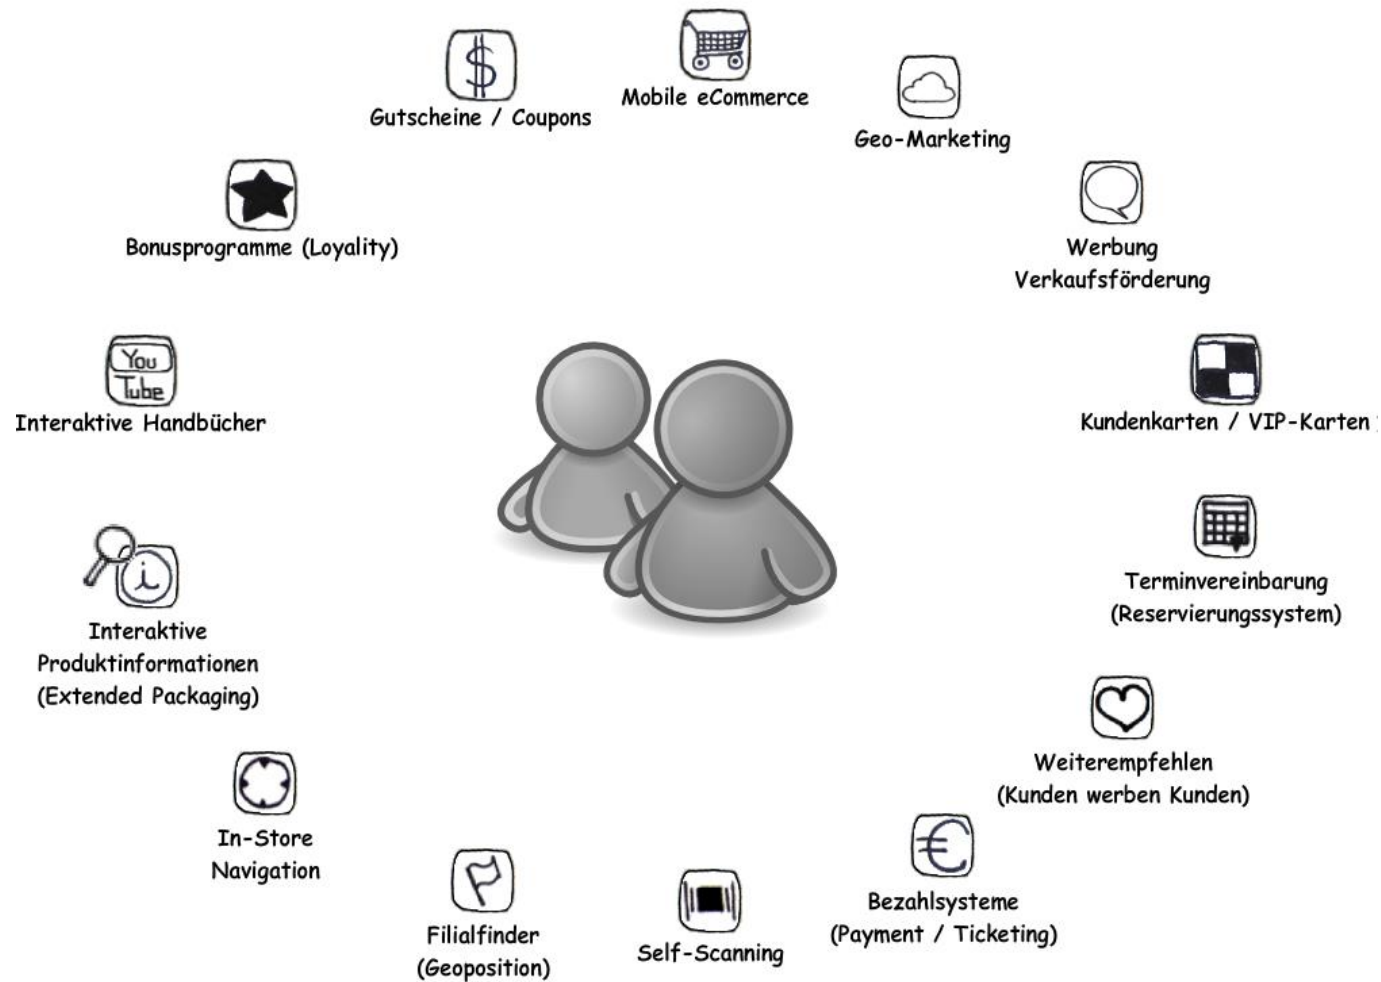 Mobile eCommerce
Geo-Marketing
Werbung
Verkaufsförderung
Kundenkarten / VIP-Karten
Terminvereinbarung
(Reservierungssystem)
Weiterempfehlen
(Kunden werben Kunden)
€
Bezahlsysteme
(Payment / Ticketing)
Self-Scanning
Filialfinder
(Geoposition)
In-Store
Navigation
i
Interaktive
Produktinformationen
(Extended Packaging)
You
Tube
Interaktive Handbücher
Bonusprogramme (Loyality)
$
Gutscheine / Coupons